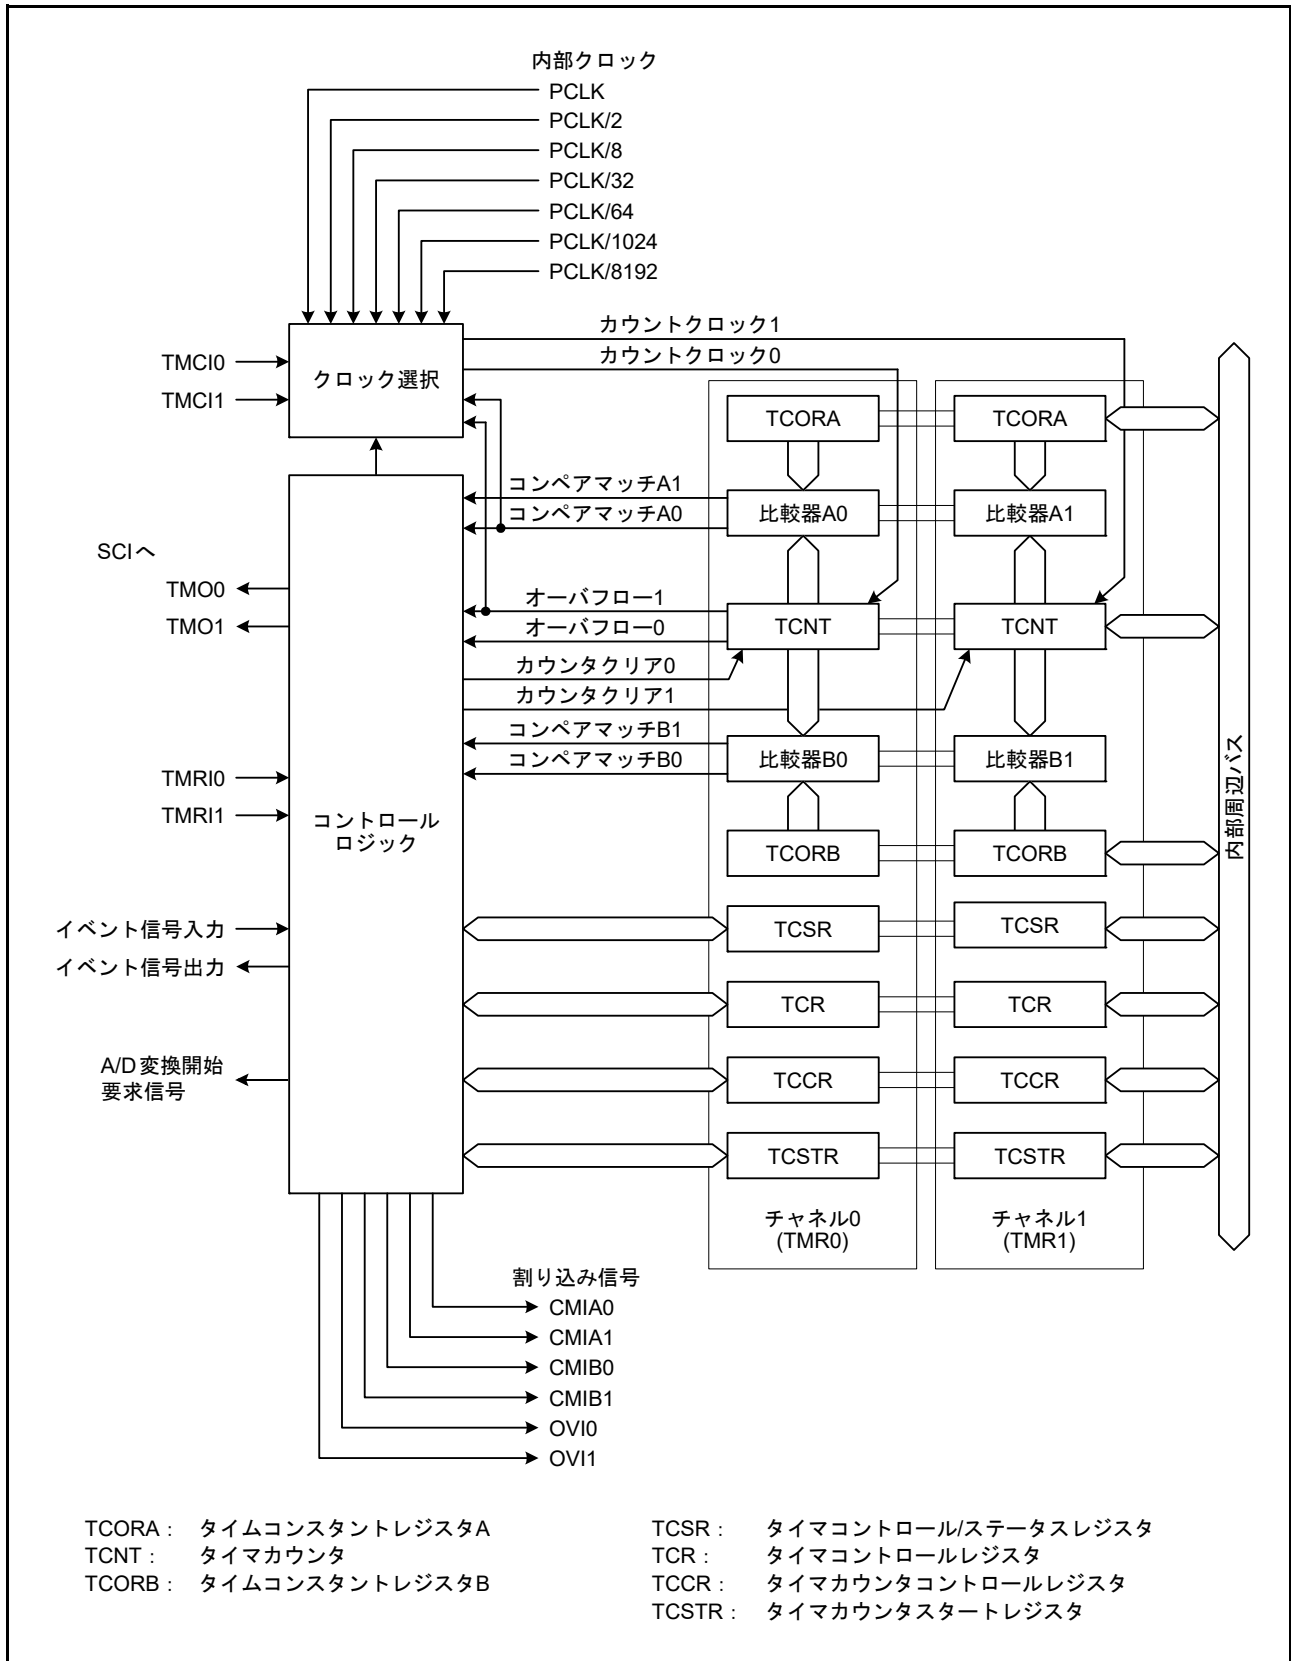 内部クロック
PCLK
PCLK/2
PCLK/8
PCLK/32
PCLK/64
PCLK/1024
PCLK/8192
カウントクロック1
カウントクロック0
TMCI0
TMCI1
クロック選択
TCORA
TCORA
コンペアマッチA1
コンペアマッチA0
比較器A0
比較器A1
SCIへ
TMO0
TMO1
オーバフロー1
オーバフロー0
TCNT
TCNT
カウンタクリア0
カウンタクリア1
コンペアマッチB1
コンペアマッチB0
比較器B0
比較器B1
内部周辺バス
TMRI0
TMRI1
コントロール
ロジック
TCORB
TCORB
イベント信号入力
イベント信号出力
TCSR
TCSR
TCR
TCR
A/D変換開始
要求信号
TCCR
TCCR
TCSTR
TCSTR
チャネル0
(TMR0)
チャネル1
(TMR1)
割り込み信号
CMIA0
CMIA1
CMIB0
CMIB1
OVI0
OVI1
TCORA： タイムコンスタントレジスタA
TCNT： タイマカウンタ
TCORB： タイムコンスタントレジスタB
TCSR： タイマコントロール/ステータスレジスタ
TCR： タイマコントロールレジスタ
TCCR： タイマカウンタコントロールレジスタ
TCSTR： タイマカウンタスタートレジスタ